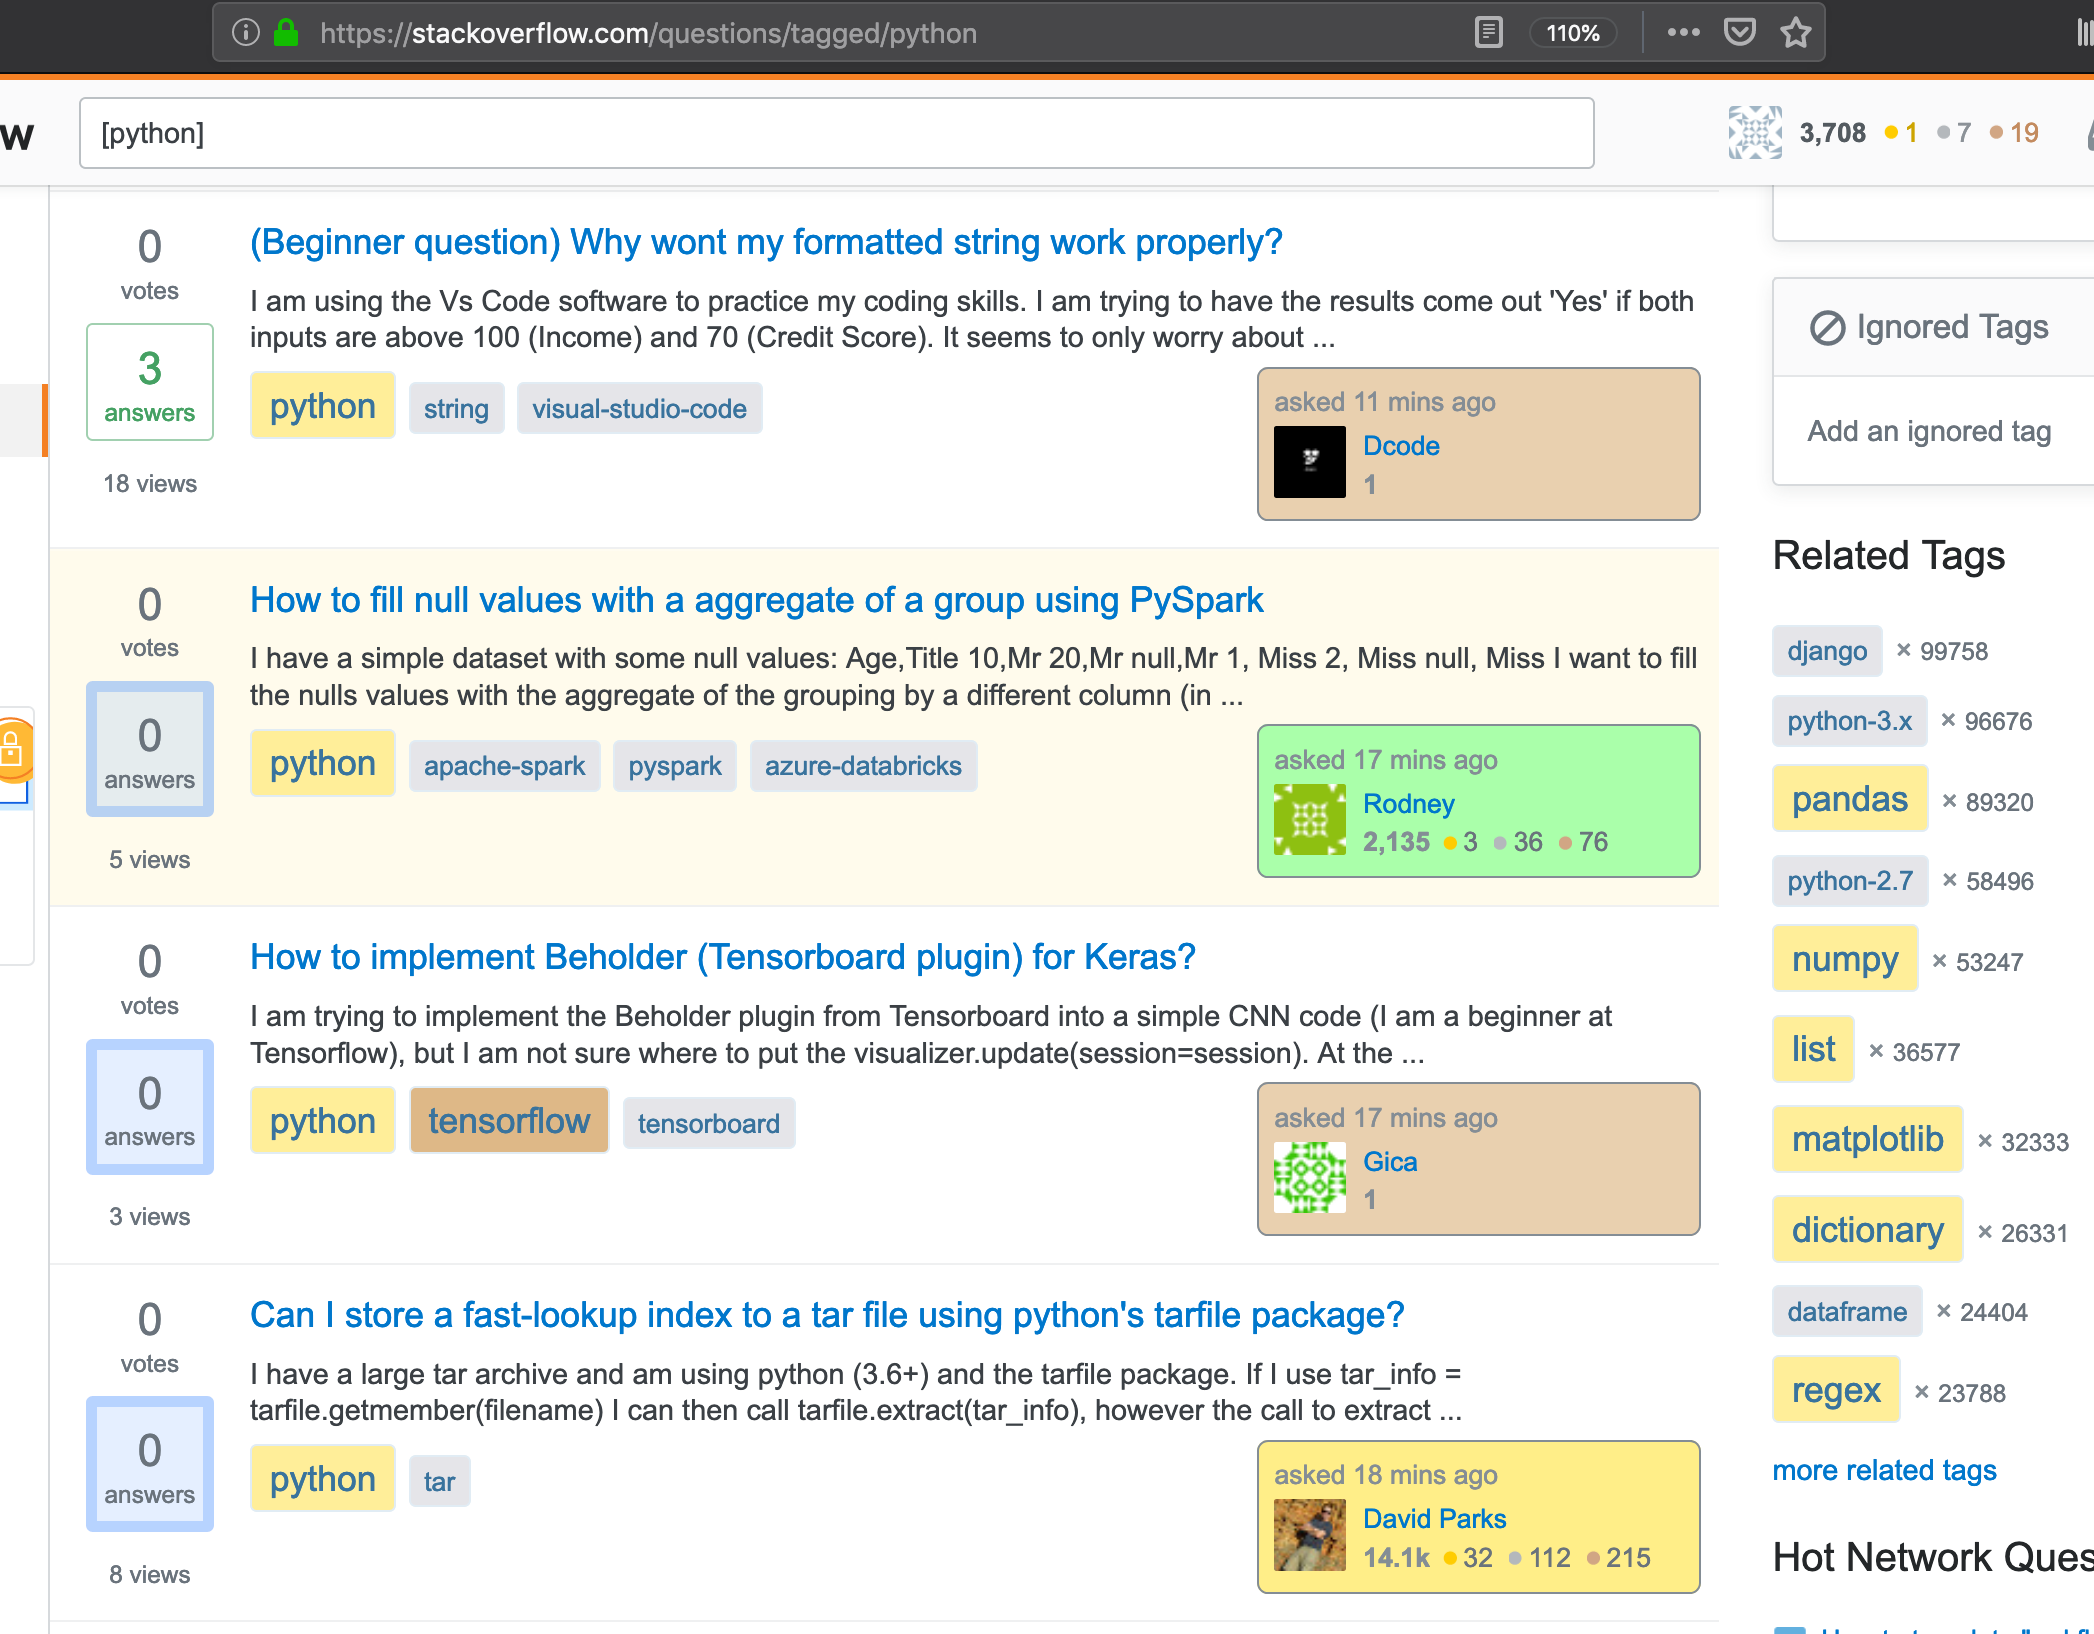 https://stackoverflow.com/questions/tagged/python
110%
w
[python]
3,708 1 7 19
0
votes
3
answers
18 views
(Beginner question) Why wont my formatted string work properly?
I am using the Vs Code software to practice my coding skills. I am trying to have the results come out 'Yes' if both
inputs are above 100 (Income) and 70 (Credit Score). It seems to only worry about ...
python string visual-studio-code
asked 11 mins ago
Dcode
1
0
votes
0
answers
5 views
How to fill null values with a aggregate of a group using PySpark
I have a simple dataset with some null values: Age,Title 10,Mr 20,Mr null,Mr 1, Miss 2, Miss null, Miss I want to fill
the nulls values with the aggregate of the grouping by a different column (in ...
python apache-spark pyspark azure-databricks
asked 17 mins ago
Rodney
2,135 3 36 76
0
votes
0
answers
3 views
How to implement Beholder (Tensorboard plugin) for Keras?
I am trying to implement the Beholder plugin from Tensorboard into a simple CNN code (I am a beginner at
Tensorflow), but I am not sure where to put the visualizer.update(session=session). At the ...
python tensorflow tensorboard
asked 17 mins ago
Gica
1
0
votes
0
answers
8 views
Can I store a fast-lookup index to a tar file using python's tarfile package?
I have a large tar archive and am using python (3.6+) and the tarfile package. If I use tar_info =
tarfile.getmember(filename) I can then call tarfile.extract(tar_info), however the call to extract ...
python tar
asked 18 mins ago
David Parks
14.1k 32 112 215
Ignored Tags
Add an ignored tag
Related Tags
django × 99758
python-3.x × 96676
pandas × 89320
python-2.7 × 58496
numpy × 53247
list × 36577
matplotlib × 32333
dictionary × 26331
dataframe × 24404
regex × 23788
more related tags
Hot Network Ques